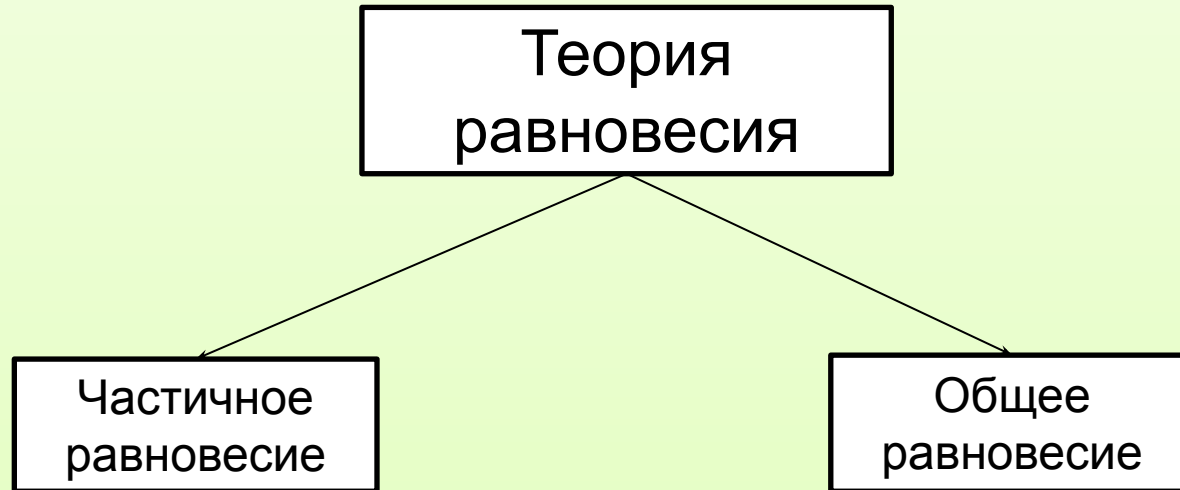 Теория
равновесия
Частичное
равновесие
Общее
равновесие